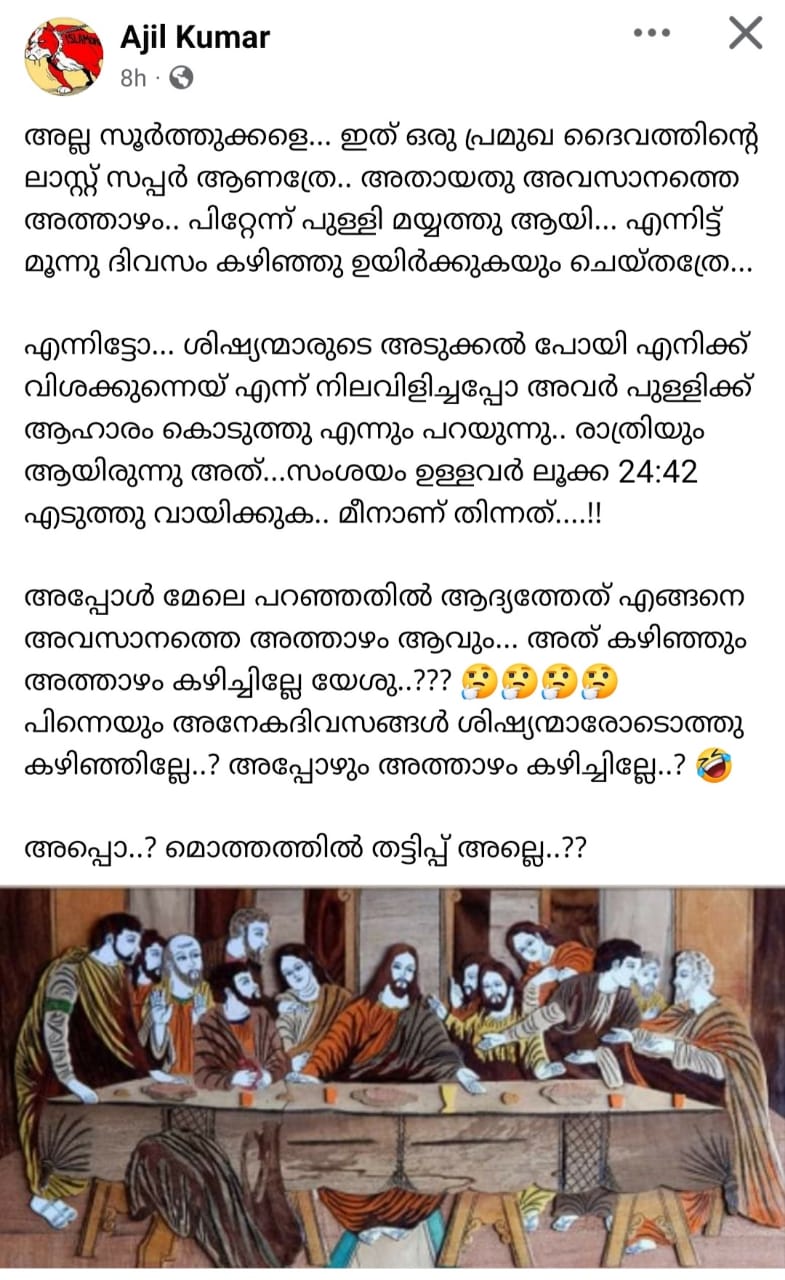 ISLAMOP
Ajil Kumar
8h ·
അല്ല സൂർത്തുക്കളെ... ഇത് ഒരു പ്രമുഖ ദൈവത്തിന്റെ
ലാസ്റ്റ് സപ്പർ ആണത്രേ.. അതായതു അവസാനത്തെ
അത്താഴം.. പിറ്റേന്ന് പുള്ളി മയ്യത്തു ആയി... എന്നിട്ട്
മൂന്നു ദിവസം കഴിഞ്ഞു ഉയിർക്കുകയും ചെയ്തത്രേ...
എന്നിട്ടോ... ശിഷ്യന്മാരുടെ അടുക്കൽ പോയി എനിക്ക്
വിശക്കുന്നെയ് എന്ന് നിലവിളിച്ചപ്പോ അവർ പുള്ളിക്ക്
ആഹാരം കൊടുത്തു എന്നും പറയുന്നു.. രാത്രിയും
ആയിരുന്നു അത്...സംശയം ഉള്ളവർ ലൂക്ക 24:42
എടുത്തു വായിക്കുക.. മീനാണ് തിന്നത്....!!
അപ്പോൾ മേലെ പറഞ്ഞതിൽ ആദ്യത്തേത് എങ്ങനെ
അവസാനത്തെ അത്താഴം ആവും... അത് കഴിഞ്ഞും
അത്താഴം കഴിച്ചില്ലേ യേശു..??? 🤔🤔🤔🤔
പിന്നെയും അനേകദിവസങ്ങൾ ശിഷ്യന്മാരോടൊത്തു
കഴിഞ്ഞില്ലേ..? അപ്പോഴും അത്താഴം കഴിച്ചില്ലേ..? 🤣
അപ്പൊ..? മൊത്തത്തിൽ തട്ടിപ്പ് അല്ലെ..??